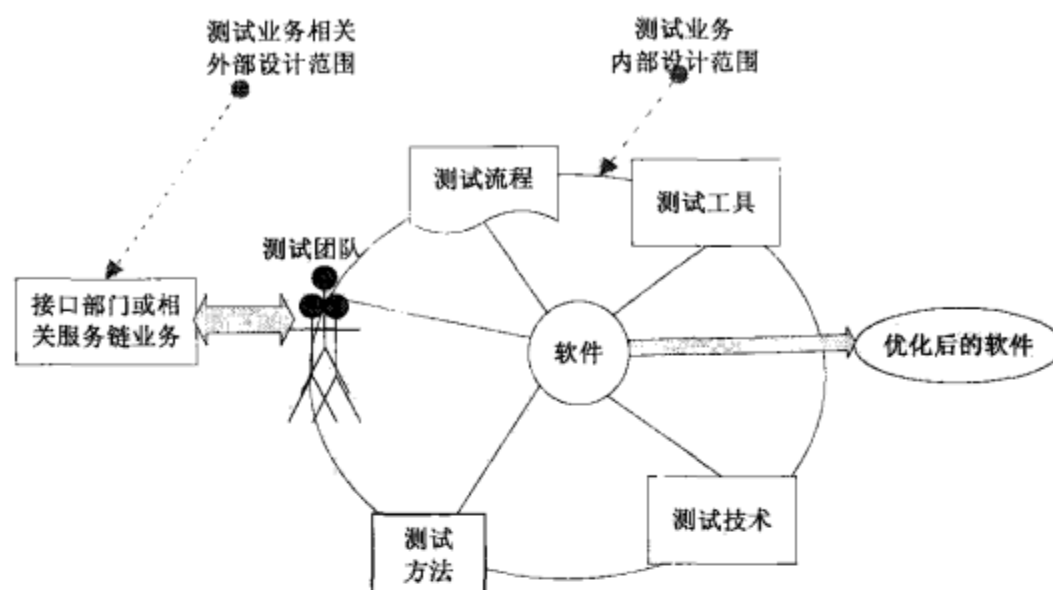 测试业务相关
外部设计范围
测试业务
内部设计范围
测试流程
测试工具
测试团队
接口部门或相
关服务链业务
软件
优化后的软件
测试技术
测试
方法